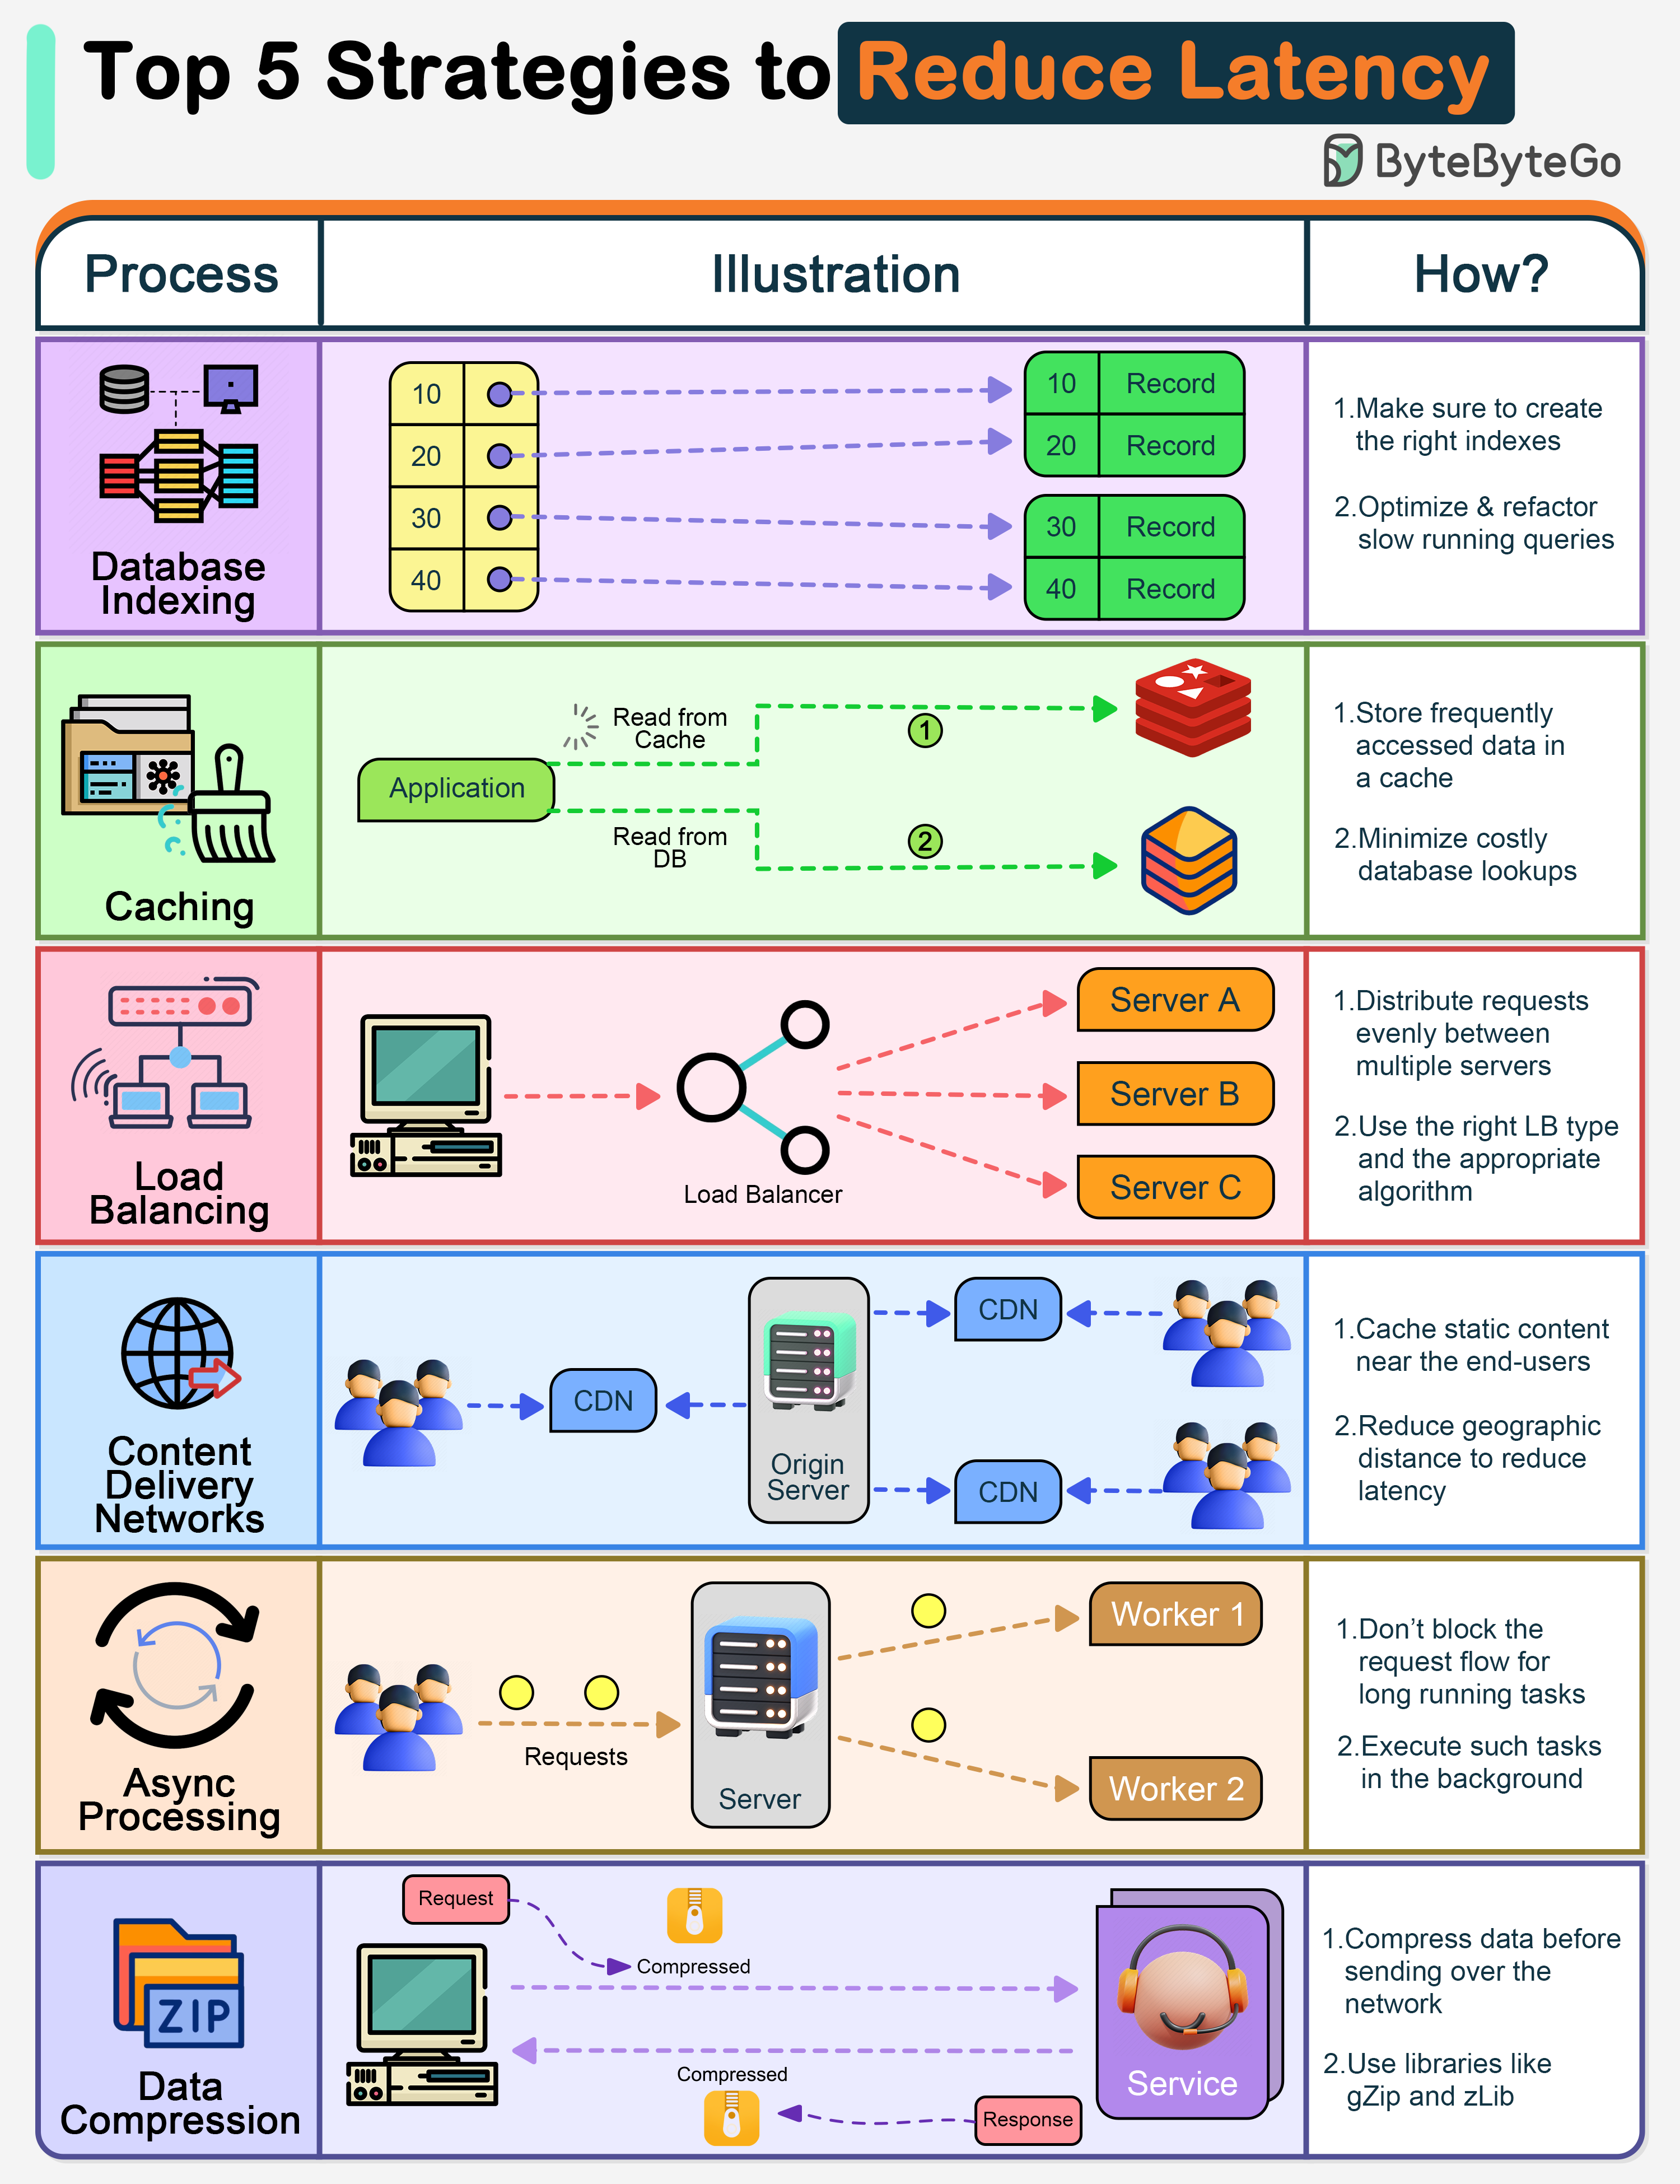 Top 5 Strategies to Reduce Latency
ByteByteGo
Process
Illustration
How?
Database
Indexing
10
20
30
40
10 Record
20 Record
30 Record
40 Record
1.Make sure to create
the right indexes
2.Optimize & refactor
slow running queries
Caching
Application
Read from
Cache
1
Read from
DB
2
1.Store frequently
accessed data in
a cache
2.Minimize costly
database lookups
Load
Balancing
Load Balancer
Server A
Server B
Server C
1.Distribute requests
evenly between
multiple servers
2.Use the right LB type
and the appropriate
algorithm
Content
Delivery
Networks
CDN
Origin
Server
CDN
CDN
1.Cache static content
near the end-users
2.Reduce geographic
distance to reduce
latency
Async
Processing
Requests
Server
Worker 1
Worker 2
1.Don’t block the
request flow for
long running tasks
2.Execute such tasks
in the background
ZIP
Data
Compression
Request
Compressed
Compressed
Response
Service
1.Compress data before
sending over the
network
2.Use libraries like
gZip and zLib